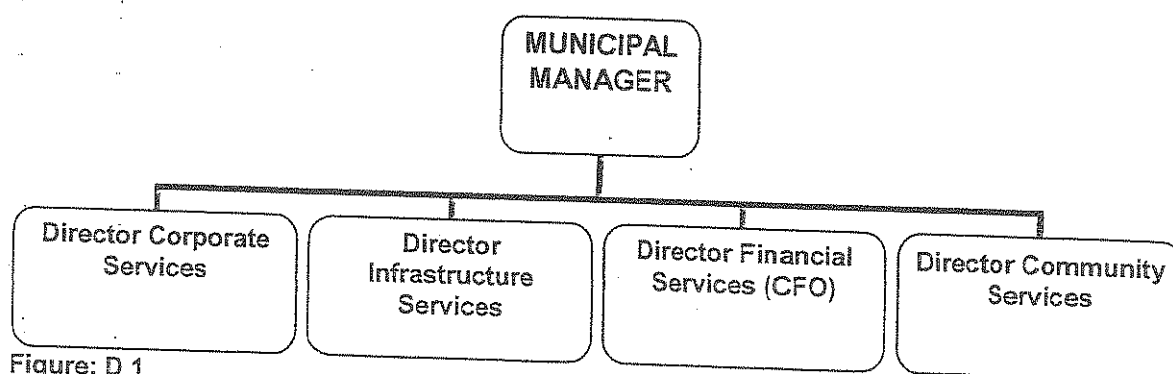 MUNICIPAL
MANAGER
Director Corporate
Services
Director
Infrastructure
Services
Director Financial
Services (CFO)
Director Community
Services
Figure: D 1